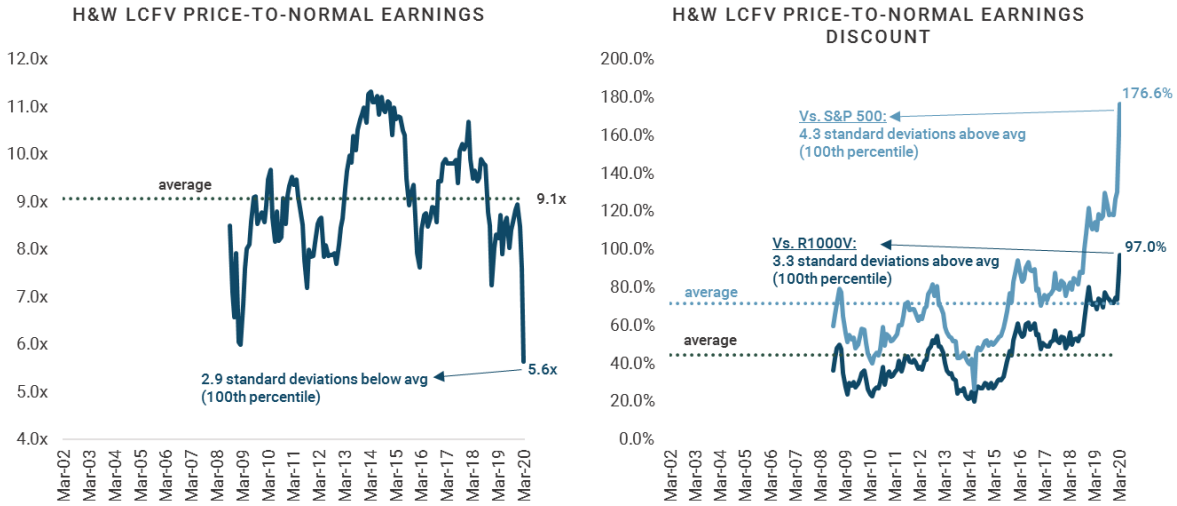 H&W LCFV PRICE-TO-NORMAL EARNINGS
12.0x
11.0x
10.0x
9.0x
8.0x
7.0x
6.0x
5.0x
4.0x
average
9.1x
5.6x
2.9 standard deviations below avg
(100th percentile)
Mar-02
Mar-03
Mar-04
Mar-05
Mar-06
Mar-07
Mar-08
Mar-09
Mar-10
Mar-11
Mar-12
Mar-13
Mar-14
Mar-15
Mar-16
Mar-17
Mar-18
Mar-19
Mar-20
H&W LCFV PRICE-TO-NORMAL EARNINGS
DISCOUNT
200.0%
180.0%
160.0%
140.0%
120.0%
100.0%
80.0%
60.0%
40.0%
20.0%
0.0%
176.6%
Vs. S&P 500:
4.3 standard deviations above avg
(100th percentile)
Vs. R1000V:
3.3 standard deviations above avg
(100th percentile)
97.0%
average
average
Mar-02
Mar-03
Mar-04
Mar-05
Mar-06
Mar-07
Mar-08
Mar-09
Mar-10
Mar-11
Mar-12
Mar-13
Mar-14
Mar-15
Mar-16
Mar-17
Mar-18
Mar-19
Mar-20